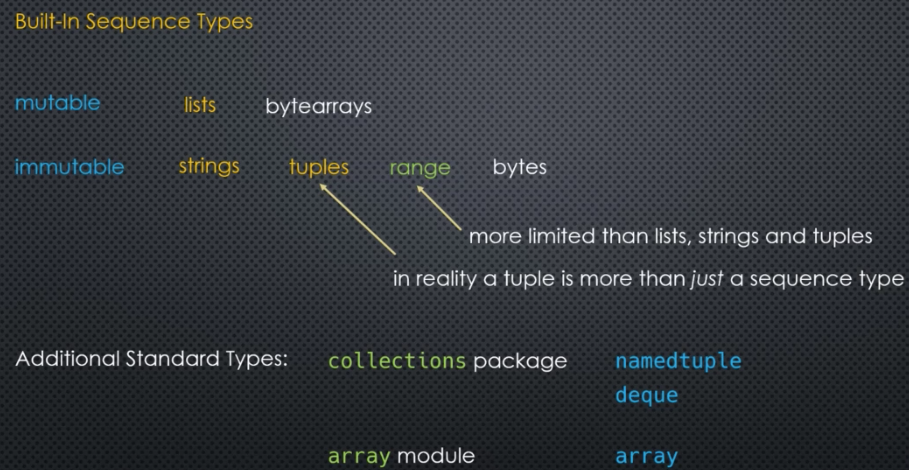 Built-In Sequence Types
mutable lists bytearrays
immutable strings tuples range bytes
more limited than lists, strings and tuples
in reality a tuple is more than just a sequence type
Additional Standard Types: collections package namedtuple
deque
array module array